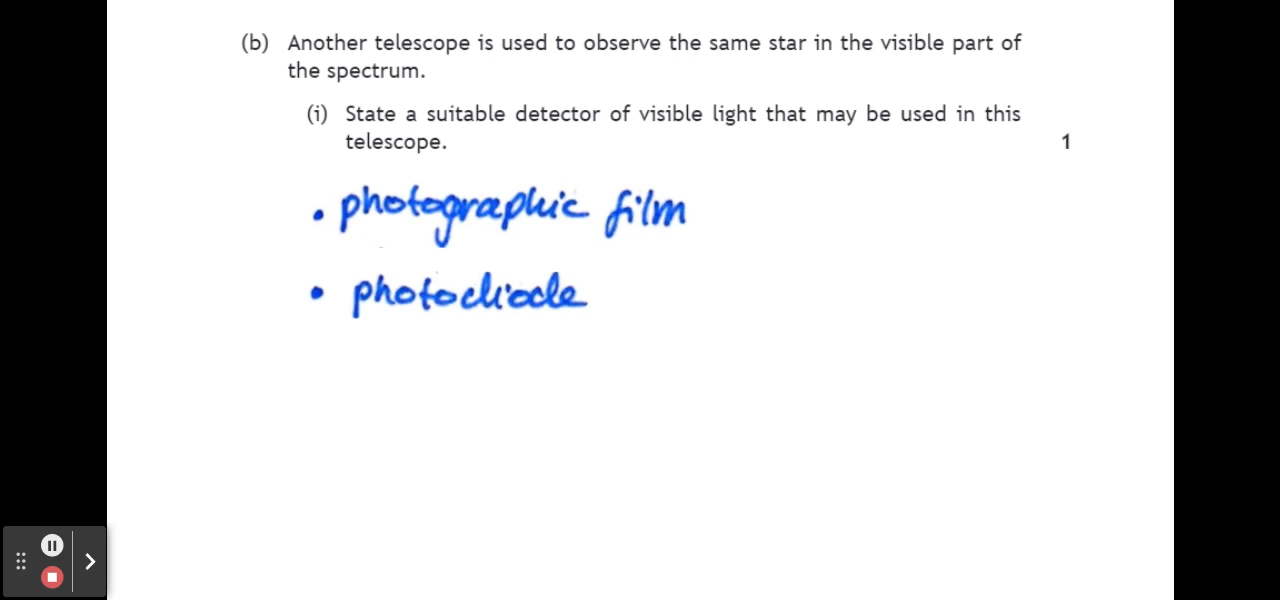 (b) Another telescope is used to observe the same star in the visible part of
the spectrum.
(i) State a suitable detector of visible light that may be used in this
telescope. 1
• photographic film
• photodiode